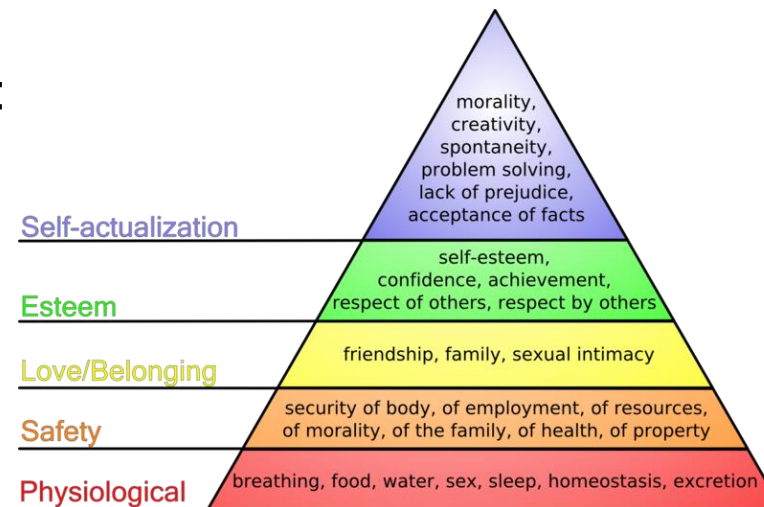 morality,
creativity,
spontaneity,
problem solving,
lack of prejudice,
acceptance of facts
Self-actualization
self-esteem,
confidence, achievement,
respect of others, respect by others
Esteem
friendship, family, sexual intimacy
Love/Belonging
security of body, of employment, of resources,
of morality, of the family, of health, of property
Safety
breathing, food, water, sex, sleep, homeostasis, excretion
Physiological